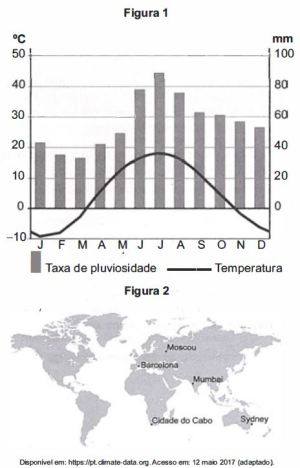 Figura 1
ºC mm
50 100
40 80
30 60
20 40
10 20
0 0
-10
J F M A M J J A S O N D
Taxa de pluviosidade Temperatura
Figura 2
Moscou
Barcelona
Mumbai
Cidade do Cabo
Sydney
Disponível em: https://pt.climate-data.org. Acesso em: 12 maio 2017 (adaptado).